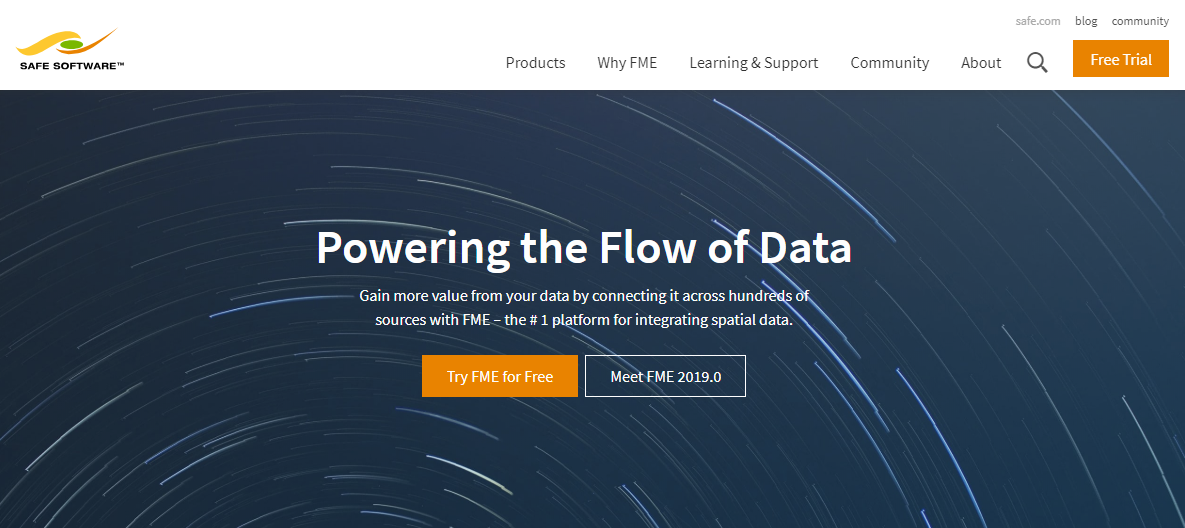 safe.com blog community
SAFE SOFTWARE™
Products Why FME Learning & Support Community About
Free Trial
Powering the Flow of Data
Gain more value from your data by connecting it across hundreds of
sources with FME – the # 1 platform for integrating spatial data.
Try FME for Free
Meet FME 2019.0